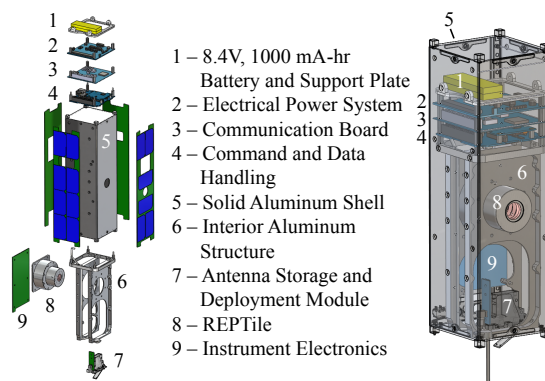 1
2
3
4
5
6
7
8
9
1 – 8.4V, 1000 mA-hr
Battery and Support Plate
2 – Electrical Power System
3 – Communication Board
4 – Command and Data
Handling
5 – Solid Aluminum Shell
6 – Interior Aluminum
Structure
7 – Antenna Storage and
Deployment Module
8 – REPTile
9 – Instrument Electronics
5
1
2
3
4
6
8
9
7